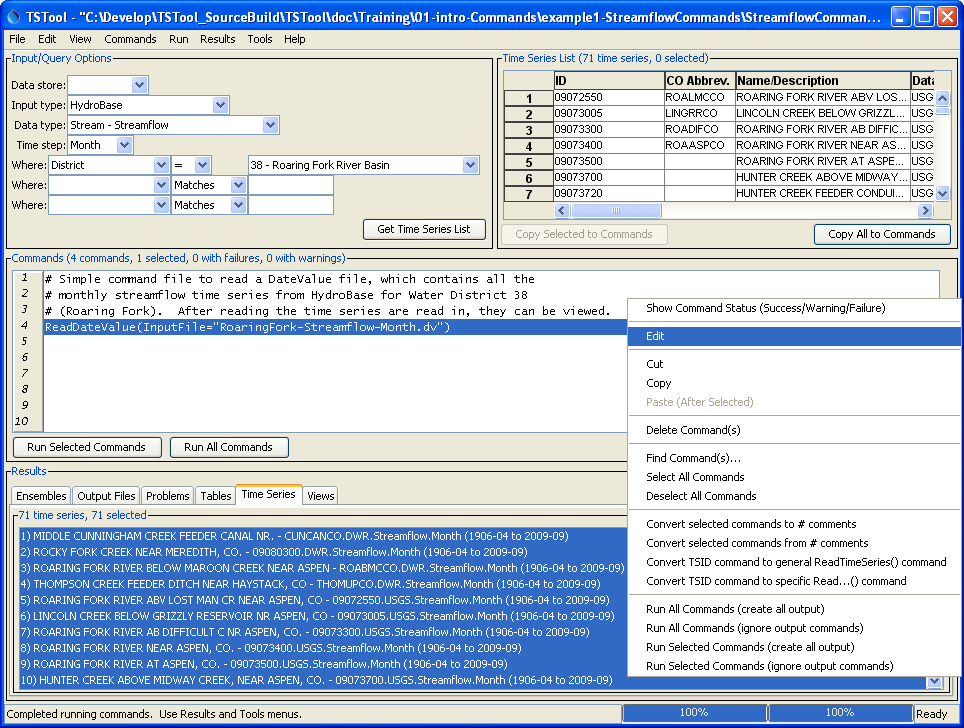 TSTool - "C:\Develop\TSTool_SourceBuild\TSTool\doc\Training\01-intro-Commands\example1-StreamflowCommands\StreamflowComman...
File Edit View Commands Run Results Tools Help
Input/Query Options
Data store:
Input type: HydroBase
Data type: Stream - Streamflow
Time step: Month
Where: District = 38 - Roaring Fork River Basin
Where: Matches
Where: Matches
Get Time Series List
Time Series List (71 time series, 0 selected)
ID CO Abbrev. Name/Description Data
1 09072550 ROALMCCO ROARING FORK RIVER ABV LOS... USG
2 09073005 LINGRRCO LINCOLN CREEK BELOW GRIZZL... USG
3 09073300 ROADIFCO ROARING FORK RIVER AB DIFFIC... USG
4 09073400 ROAASPCO ROARING FORK RIVER NEAR AS... USG
5 09073500 ROARING FORK RIVER AT ASPE... USG
6 09073700 HUNTER CREEK ABOVE MIDWAY... USG
7 09073720 HUNTER CREEK FEEDER CONDUI... USG
Copy Selected to Commands Copy All to Commands
Commands (4 commands, 1 selected, 0 with failures, 0 with warnings)
1 # Simple command file to read a DateValue file, which contains all the
2 # monthly streamflow time series from HydroBase for Water District 38
3 # (Roaring Fork).  After reading the time series are read in, they can be viewed.
4 ReadDateValue(InputFile="RoaringFork-Streamflow-Month.dv")
5
6
7
8
9
10
Run Selected Commands Run All Commands
Show Command Status (Success/Warning/Failure)
Edit
Cut
Copy
Paste (After Selected)
Delete Command(s)
Find Command(s)...
Select All Commands
Deselect All Commands
Convert selected commands to # comments
Convert selected commands from # comments
Convert TSID command to general ReadTimeSeries() command
Convert TSID command to specific Read...() command
Run All Commands (create all output)
Run All Commands (ignore output commands)
Run Selected Commands (create all output)
Run Selected Commands (ignore output commands)
Results
Ensembles Output Files Problems Tables Time Series Views
71 time series, 71 selected
1) MIDDLE CUNNINGHAM CREEK FEEDER CANAL NR. - CUNCANCO.DWR.Streamflow.Month (1906-04 to 2009-09)
2) ROCKY FORK CREEK NEAR MEREDITH, CO. - 09080300.DWR.Streamflow.Month (1906-04 to 2009-09)
3) ROARING FORK RIVER BELOW MAROON CREEK NEAR ASPEN - ROABMCCO.DWR.Streamflow.Month (1906-04 to 2009-09)
4) THOMPSON CREEK FEEDER DITCH NEAR HAYSTACK, CO - THOMUPCO.DWR.Streamflow.Month (1906-04 to 2009-09)
5) ROARING FORK RIVER ABV LOST MAN CR NEAR ASPEN, CO - 09072550.USGS.Streamflow.Month (1906-04 to 2009-09)
6) LINCOLN CREEK BELOW GRIZZLY RESERVOIR NR ASPEN, CO - 09073005.USGS.Streamflow.Month (1906-04 to 2009-09)
7) ROARING FORK RIVER AB DIFFICULT C NR ASPEN, CO. - 09073300.USGS.Streamflow.Month (1906-04 to 2009-09)
8) ROARING FORK RIVER NEAR ASPEN, CO. - 09073400.USGS.Streamflow.Month (1906-04 to 2009-09)
9) ROARING FORK RIVER AT ASPEN, CO. - 09073500.USGS.Streamflow.Month (1906-04 to 2009-09)
10) HUNTER CREEK ABOVE MIDWAY CREEK, NEAR ASPEN, CO - 09073700.USGS.Streamflow.Month (1906-04 to 2009-09)
Completed running commands.  Use Results and Tools menus. 100% 100% Ready